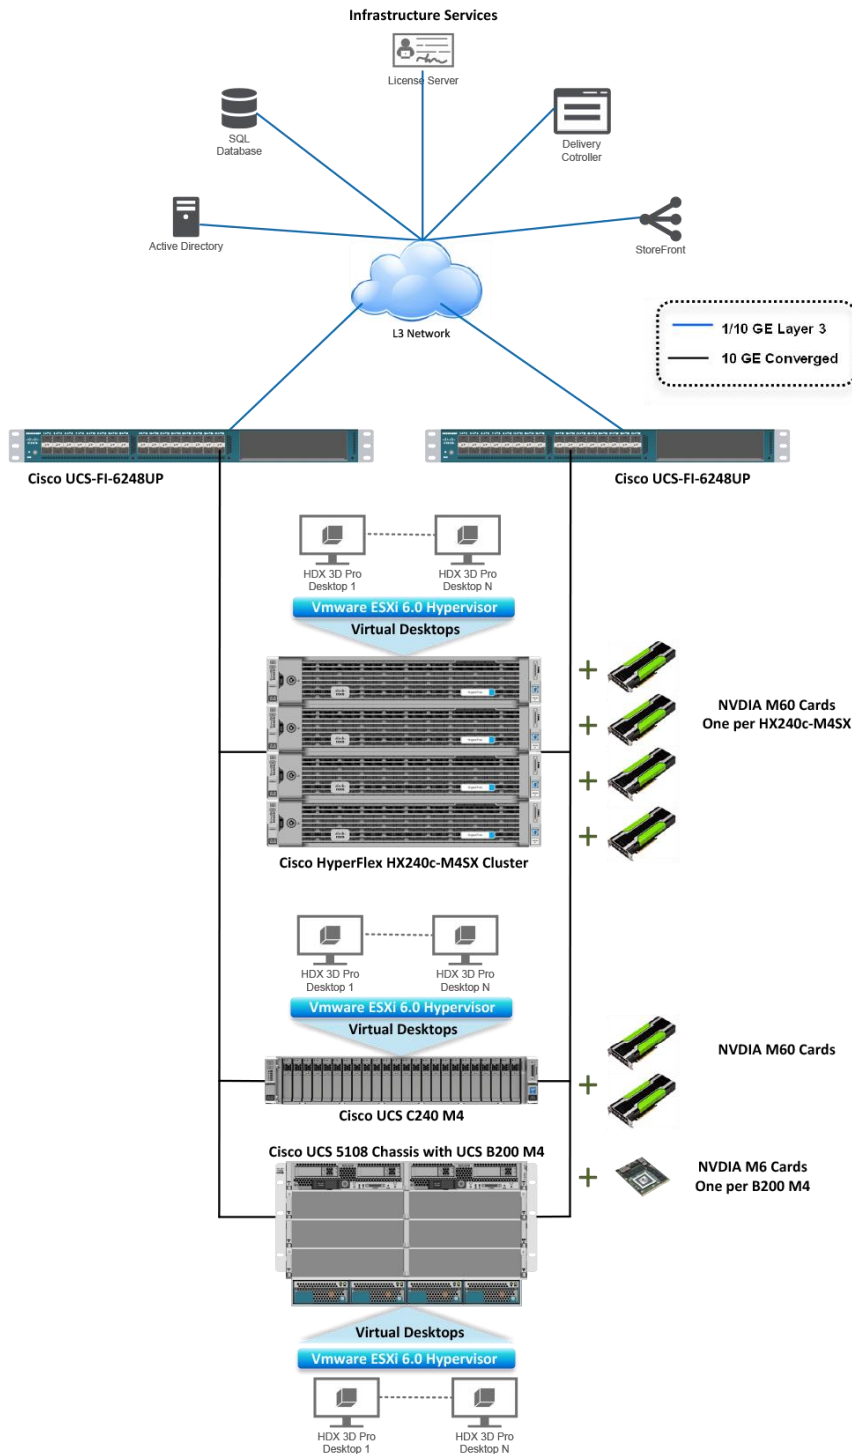 Infrastructure Services
License Server
SQL
Database
Delivery
Cotroller
Active Directory
StoreFront
L3 Network
1/10 GE Layer 3
10 GE Converged
Cisco UCS-FI-6248UP
Cisco UCS-FI-6248UP
HDX 3D Pro
Desktop 1
HDX 3D Pro
Desktop N
Vmware ESXi 6.0 Hypervisor
Virtual Desktops
NVIDIA M60 Cards
One per HX240c-M4SX
Cisco HyperFlex HX240c-M4SX Cluster
HDX 3D Pro
Desktop 1
HDX 3D Pro
Desktop N
Vmware ESXi 6.0 Hypervisor
Virtual Desktops
NVIDIA M60 Cards
Cisco UCS C240 M4
Cisco UCS 5108 Chassis with UCS B200 M4
NVIDIA M6 Cards
One per B200 M4
Virtual Desktops
Vmware ESXi 6.0 Hypervisor
HDX 3D Pro
Desktop 1
HDX 3D Pro
Desktop N